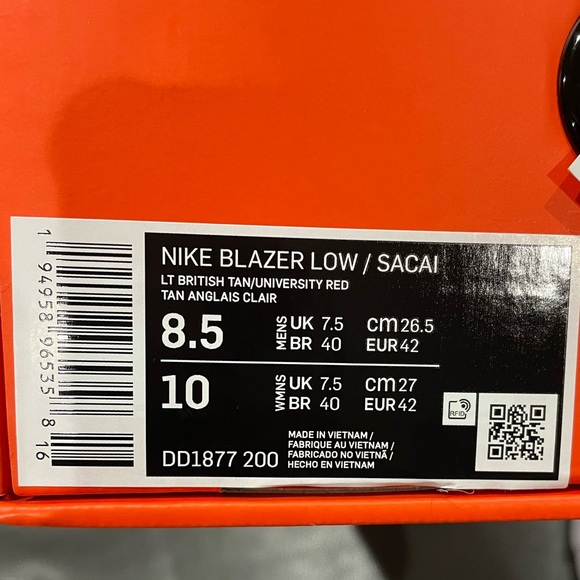 NIKE BLAZER LOW / SACAI
LT BRITISH TAN/UNIVERSITY RED
TAN ANGLAIS CLAIR
8.5 MENS UK 7.5 cm 26.5
BR 40 EUR 42
10 WMNS UK 7.5 cm 27
BR 40 EUR 42
DD1877 200
MADE IN VIETNAM /
FABRIQUE AU VIETNAM /
FABRICADO NO VIETNÃ /
HECHO EN VIETNAM
RFID
1 94958 96535 8 16